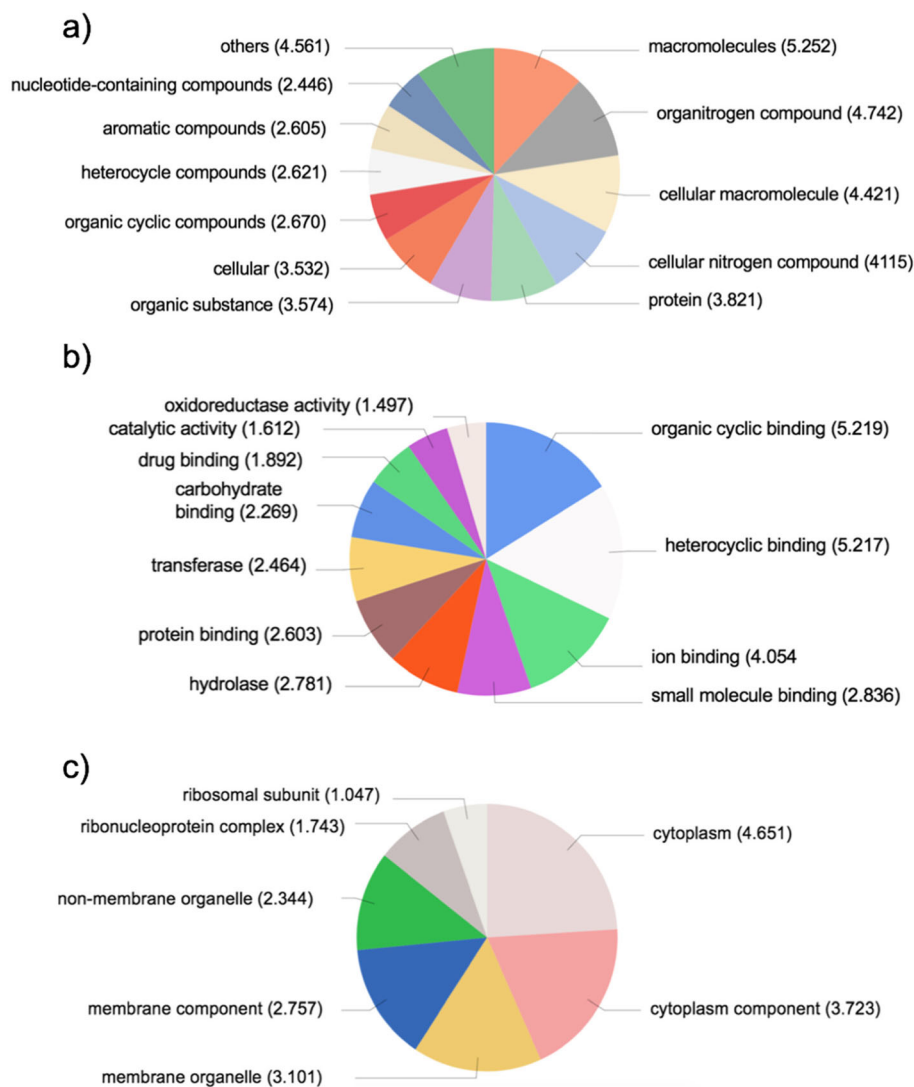 a)
others (4.561)
macromolecules (5.252)
nucleotide-containing compounds (2.446)
organitrogen compound (4.742)
aromatic compounds (2.605)
heterocycle compounds (2.621)
cellular macromolecule (4.421)
organic cyclic compounds (2.670)
cellular (3.532)
cellular nitrogen compound (4115)
organic substance (3.574)
protein (3.821)
b)
oxidoreductase activity (1.497)
catalytic activity (1.612)
organic cyclic binding (5.219)
drug binding (1.892)
carbohydrate
binding (2.269)
heterocyclic binding (5.217)
transferase (2.464)
protein binding (2.603)
ion binding (4.054
hydrolase (2.781)
small molecule binding (2.836)
c)
ribosomal subunit (1.047)
ribonucleoprotein complex (1.743)
cytoplasm (4.651)
non-membrane organelle (2.344)
membrane component (2.757)
cytoplasm component (3.723)
membrane organelle (3.101)